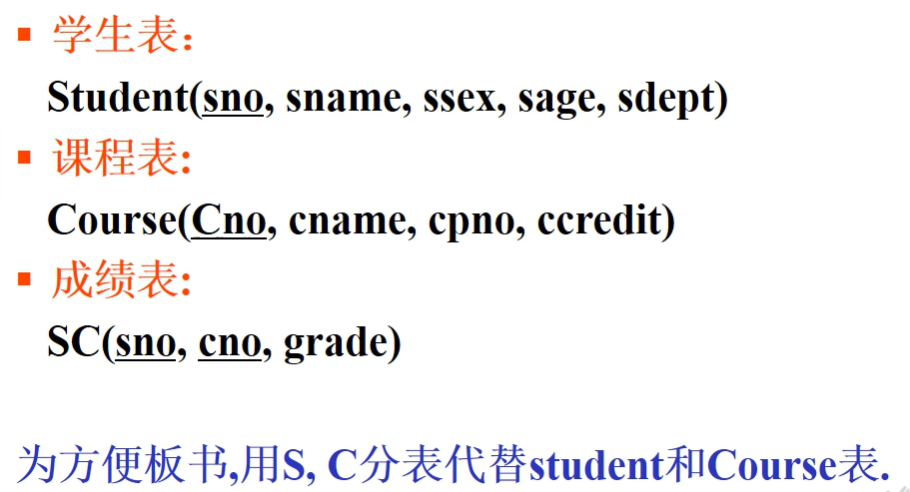 学生表：
Student(sno, sname, ssex, sage, sdept)
课程表:
Course(Cno, cname, cpno, ccredit)
成绩表:
SC(sno, cno, grade)
为方便板书,用S, C分表代替student和Course表.